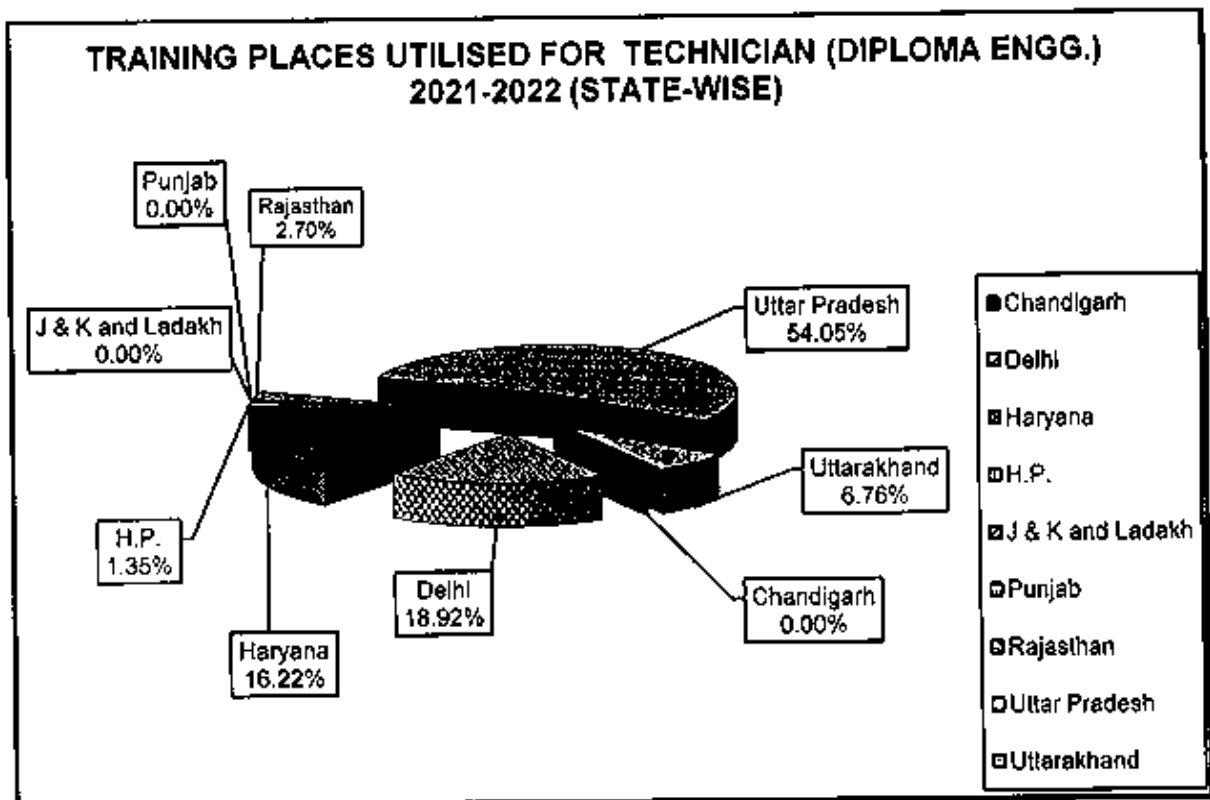 TRAINING PLACES UTILISED FOR TECHNICIAN (DIPLOMA ENGG.)
2021-2022 (STATE-WISE)
Punjab
0.00%
Rajasthan
2.70%
J & K and Ladakh
0.00%
Uttar Pradesh
54.05%
H.P.
1.35%
Haryana
16.22%
Delhi
18.92%
Chandigarh
0.00%
Uttarakhand
6.76%
Chandigarh
Delhi
Haryana
H.P.
J & K and Ladakh
Punjab
Rajasthan
Uttar Pradesh
Uttarakhand